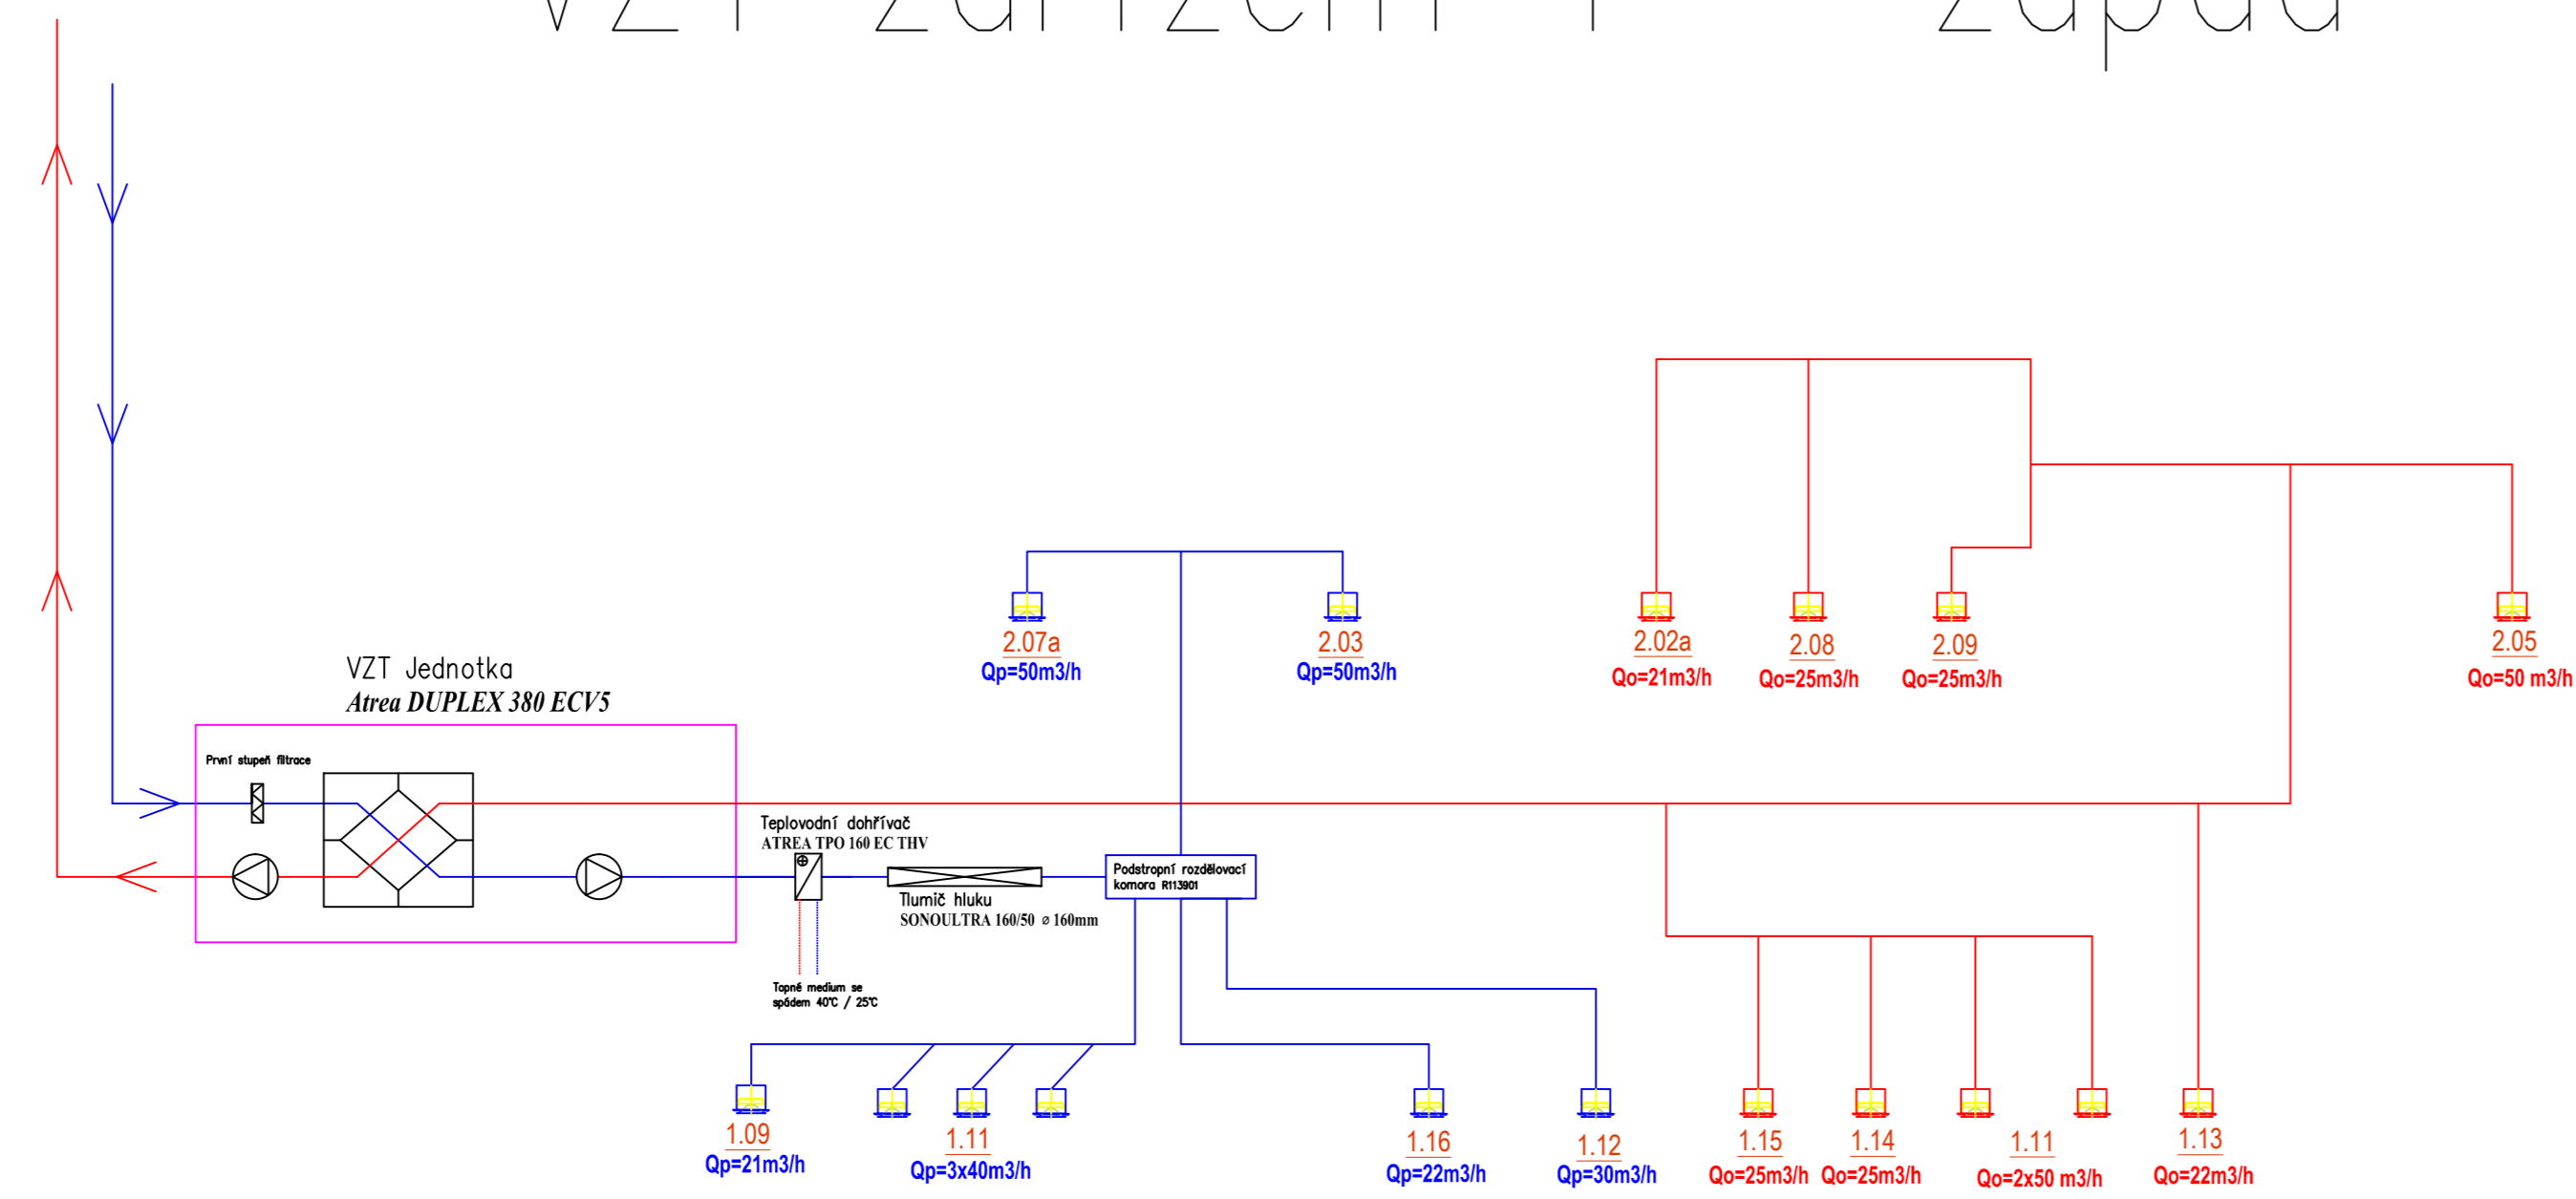 VZT zařízení 1 západ
2.07a
Qp=50m3/h
2.03
Qp=50m3/h
2.02a
Qo=21m3/h
2.08
Qo=25m3/h
2.09
Qo=25m3/h
2.05
Qo=50 m3/h
VZT Jednotka
Atrea DUPLEX 380 ECV5
První stupeň filtrace
Teplovodní dohřívač
ATREA TPO 160 EC THV
Tlumič hluku
SONOULTRA 160/50 ⌀ 160mm
Podstropní rozdělovací
komora R113901
Topné medium se
spádem 40°C / 25°C
1.09
Qp=21m3/h
1.11
Qp=3x40m3/h
1.16
Qp=22m3/h
1.12
Qp=30m3/h
1.15
Qo=25m3/h
1.14
Qo=25m3/h
1.11
Qo=2x50 m3/h
1.13
Qo=22m3/h